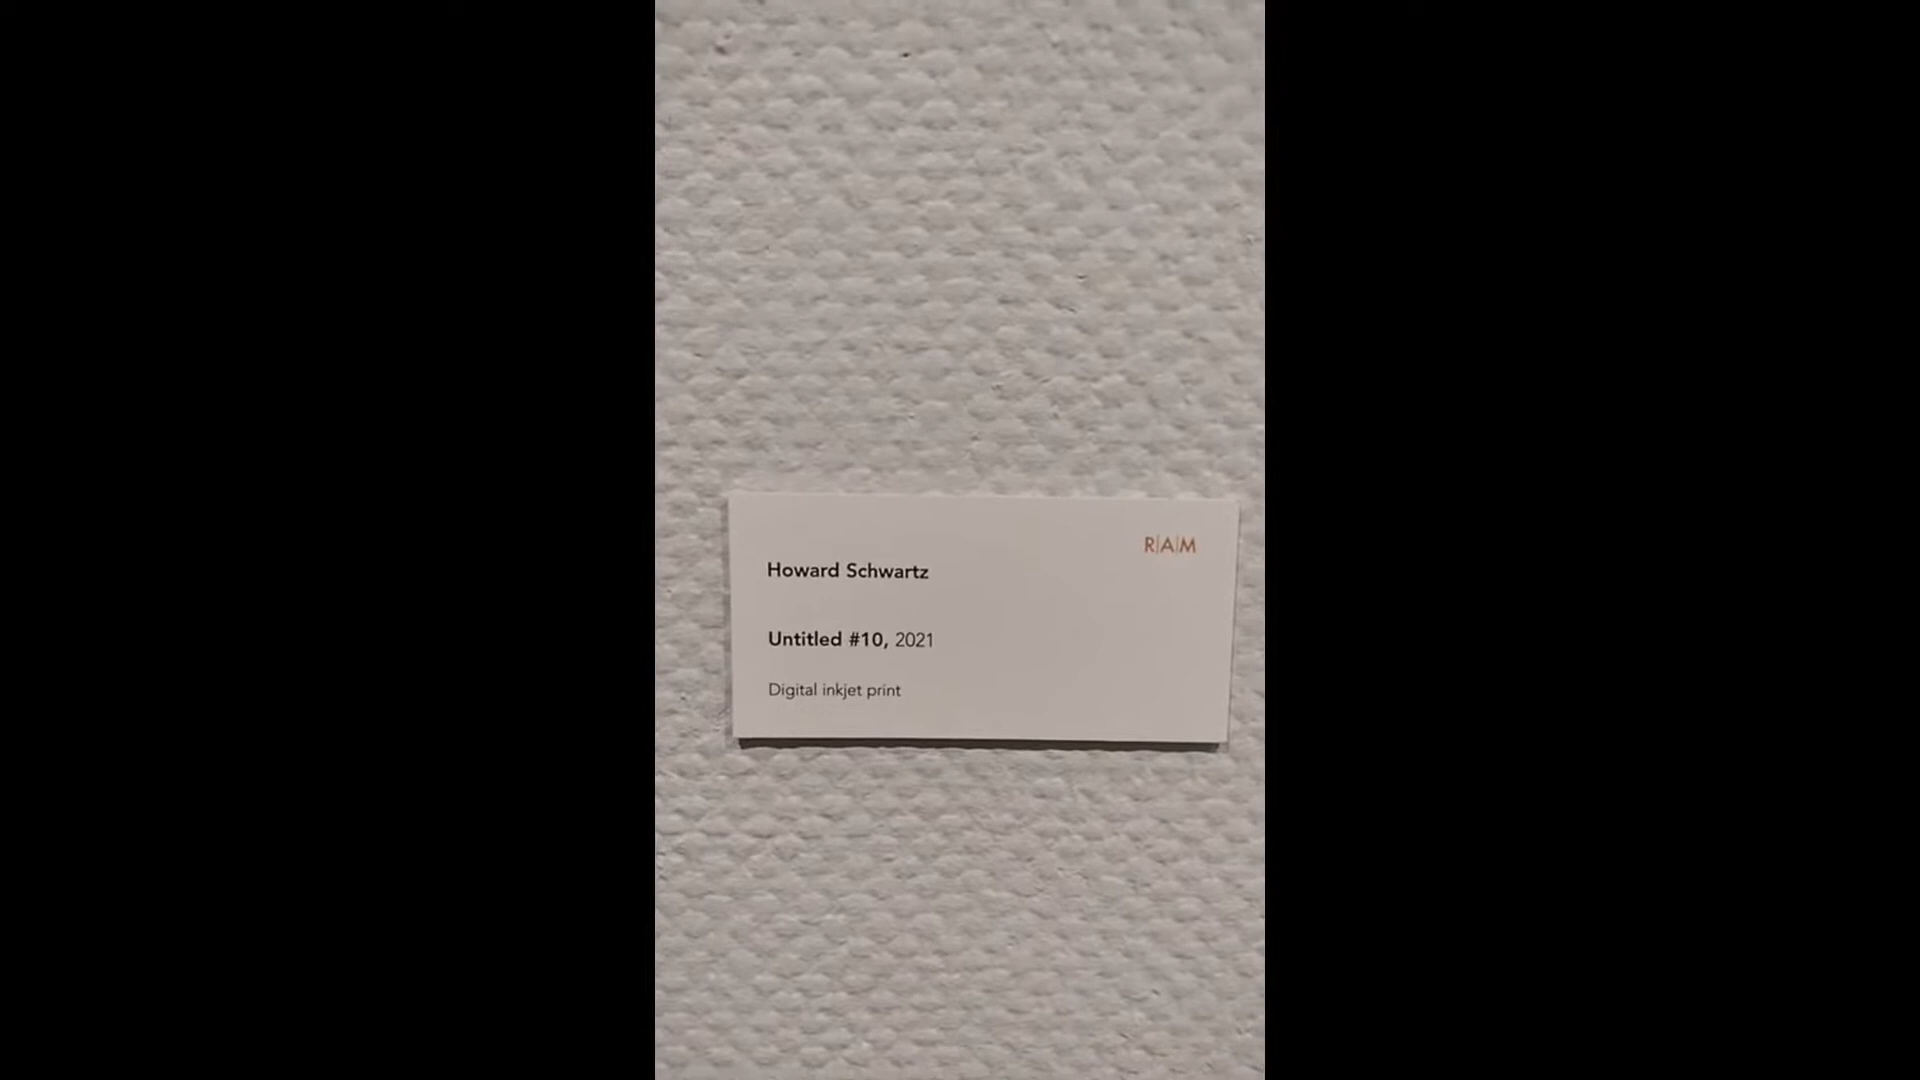 R|A|M
Howard Schwartz
Untitled #10, 2021
Digital inkjet print